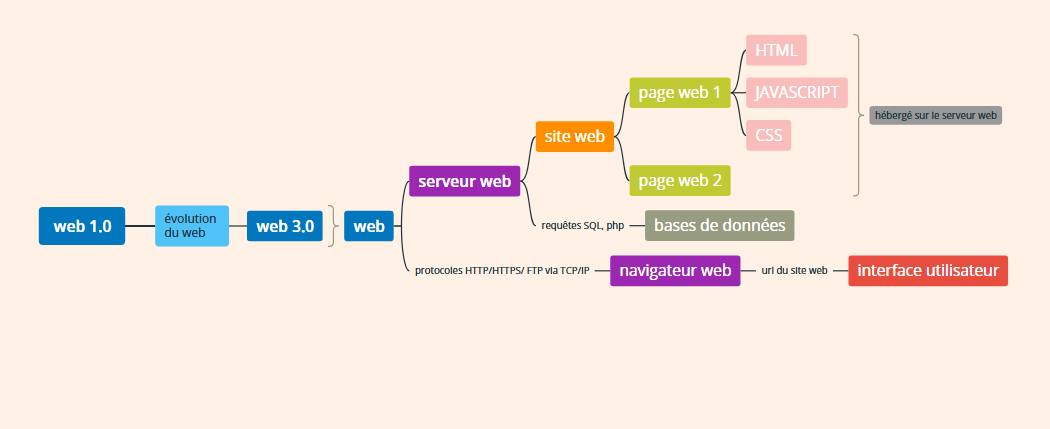 HTML
page web 1
JAVASCRIPT
hébergé sur le serveur web
CSS
site web
page web 2
serveur web
web 1.0
évolution
du web
web 3.0
web
requêtes SQL, php
bases de données
protocoles HTTP/HTTPS/ FTP via TCP/IP
navigateur web
url du site web
interface utilisateur